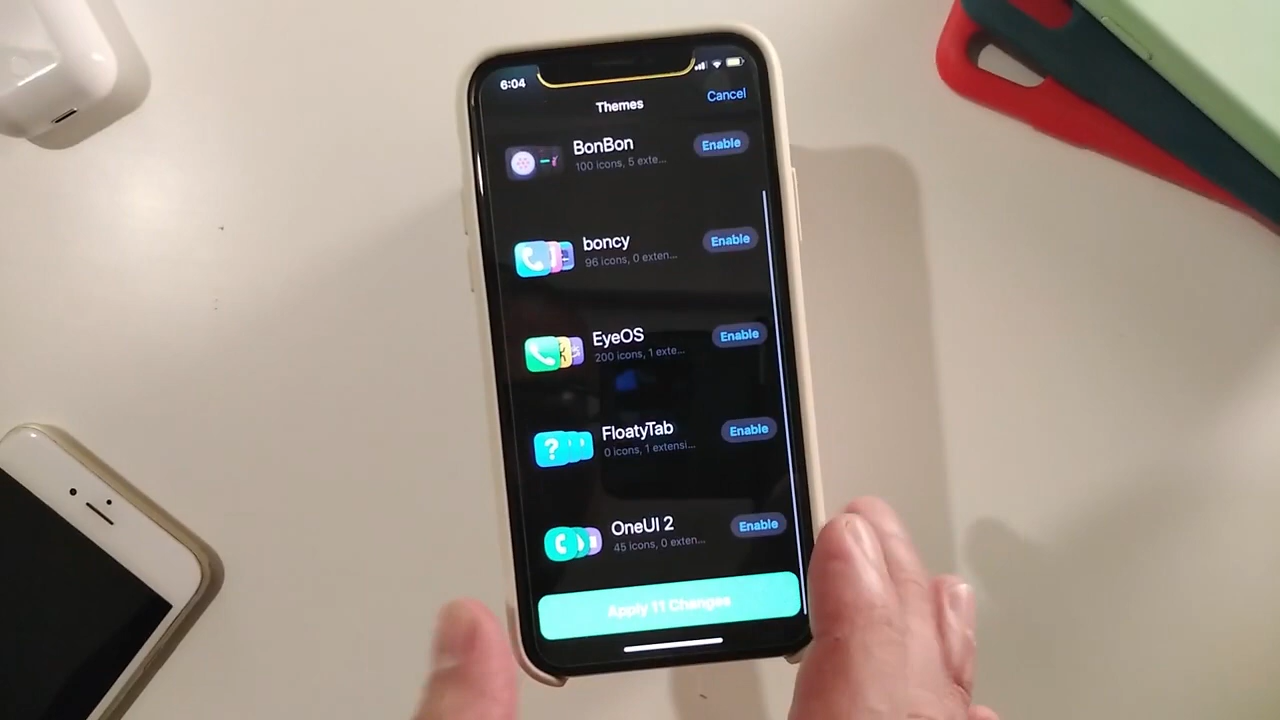 6:04
Themes
Cancel
BonBon
100 icons, 5 exte...
Enable
boncy
96 icons, 0 exten...
Enable
EyeOS
200 icons, 1 exte...
Enable
FloatyTab
0 icons, 1 extensi...
Enable
?
OneUI 2
45 icons, 0 exten...
Enable
Apply 11 Changes